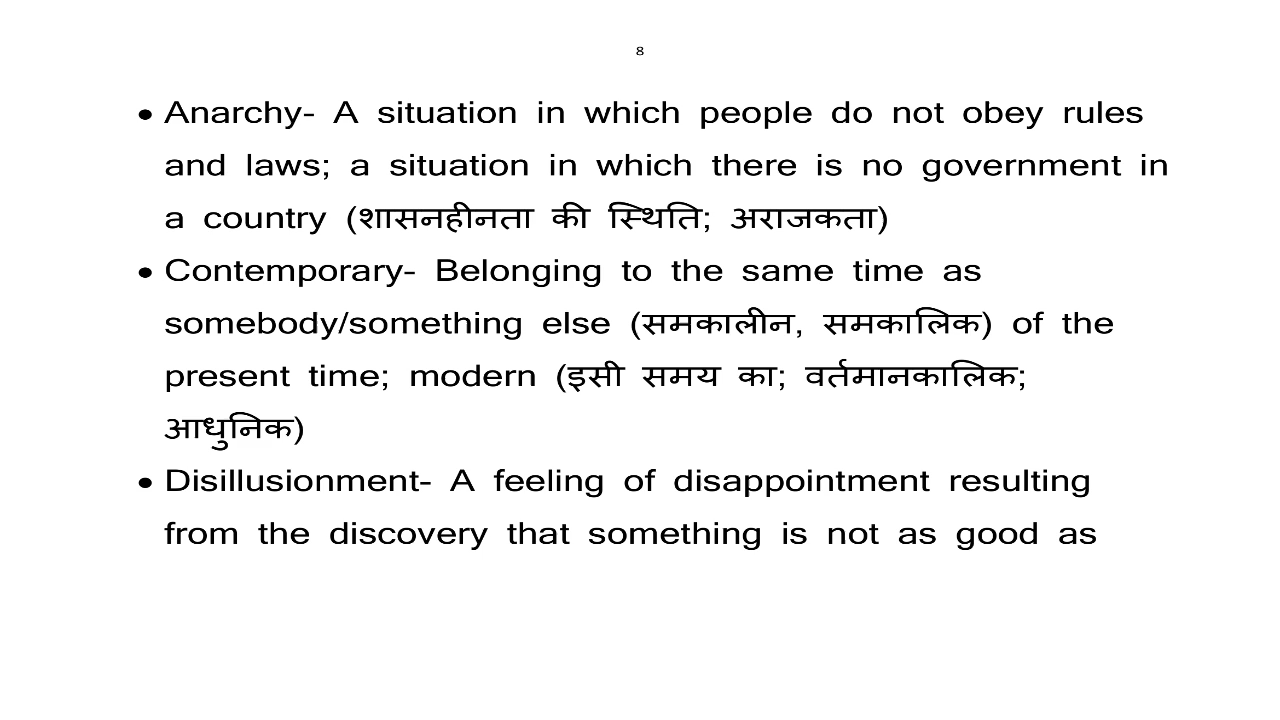 8
• Anarchy- A situation in which people do not obey rules
and laws; a situation in which there is no government in
a country (शासनहीनता की स्थिति; अराजकता)
• Contemporary- Belonging to the same time as
somebody/something else (समकालीन, समकालिक) of the
present time; modern (इसी समय का; वर्तमानकालिक;
आधुनिक)
• Disillusionment- A feeling of disappointment resulting
from the discovery that something is not as good as